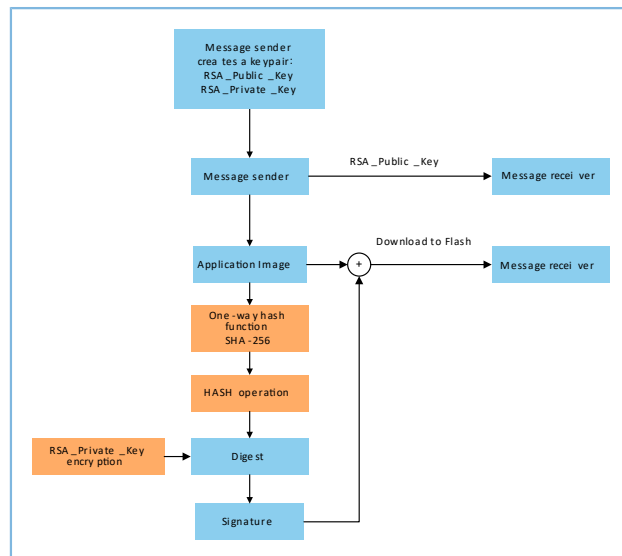 Message sender
creates a keypair:
RSA_Public_Key
RSA_Private_Key
RSA_Public_Key
Message sender
Message receiver
Download to Flash
Application Image
+
Message receiver
One-way hash
function
SHA-256
HASH operation
RSA_Private_Key
encryption
Digest
Signature